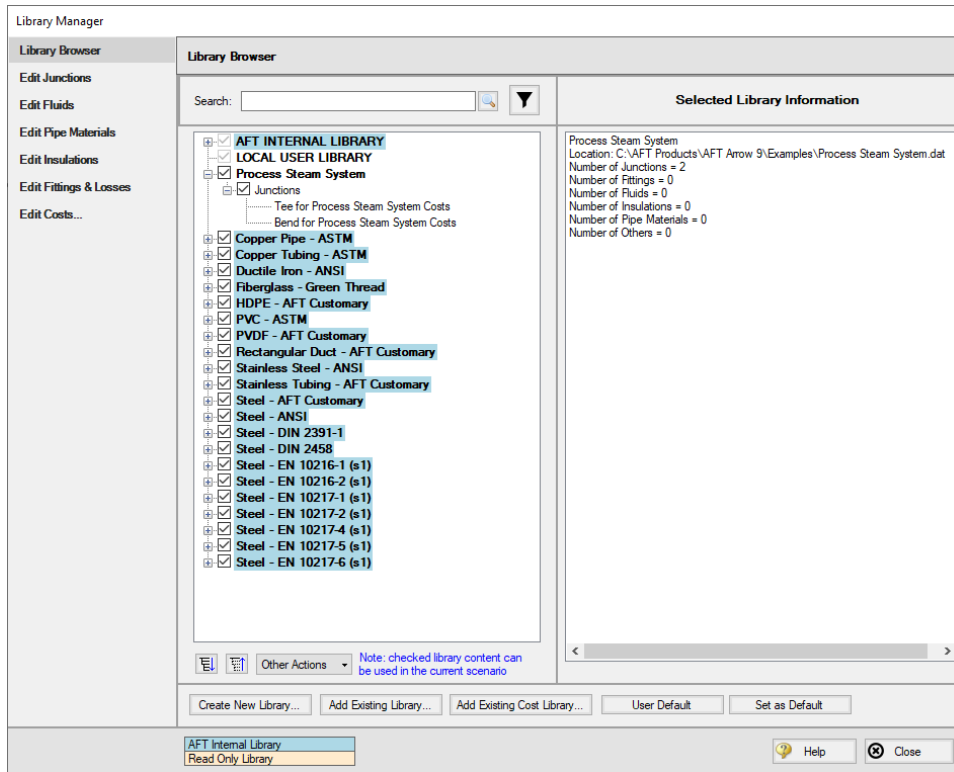 Library Manager
Library Browser
Edit Junctions
Edit Fluids
Edit Pipe Materials
Edit Insulations
Edit Fittings & Losses
Edit Costs...
Library Browser
Search:
AFT INTERNAL LIBRARY
LOCAL USER LIBRARY
Process Steam System
Junctions
Tee for Process Steam System Costs
Bend for Process Steam System Costs
Copper Pipe - ASTM
Copper Tubing - ASTM
Ductile Iron - ANSI
Fiberglass - Green Thread
HDPE - AFT Customary
PVC - ASTM
PVDF - AFT Customary
Rectangular Duct - AFT Customary
Stainless Steel - ANSI
Stainless Tubing - AFT Customary
Steel - AFT Customary
Steel - ANSI
Steel - DIN 2391-1
Steel - DIN 2458
Steel - EN 10216-1 (s1)
Steel - EN 10216-2 (s1)
Steel - EN 10217-1 (s1)
Steel - EN 10217-2 (s1)
Steel - EN 10217-4 (s1)
Steel - EN 10217-5 (s1)
Steel - EN 10217-6 (s1)
Other Actions
Note: checked library content can
be used in the current scenario
Selected Library Information
Process Steam System
Location: C:\AFT Products\AFT Arrow 9\Examples\Process Steam System.dat
Number of Junctions = 2
Number of Fittings = 0
Number of Fluids = 0
Number of Insulations = 0
Number of Pipe Materials = 0
Number of Others = 0
Create New Library...
Add Existing Library...
Add Existing Cost Library...
User Default
Set as Default
AFT Internal Library
Read Only Library
Help
Close